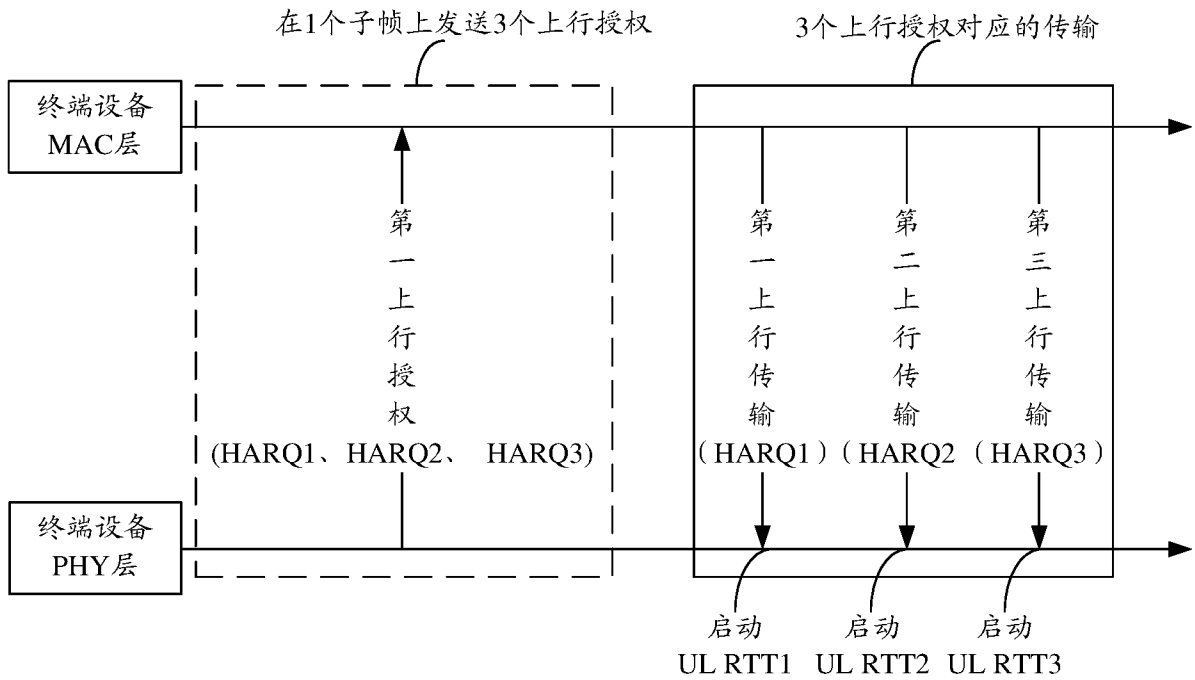 在1个子帧上发送3个上行授权
3个上行授权对应的传输
终端设备
MAC层
第一上行授权
(HARQ1、HARQ2、 HARQ3)
第一上行传输
（HARQ1）
第二上行传输
（HARQ2
第三上行传输
（HARQ3）
终端设备
PHY层
启动
UL RTT1
启动
UL RTT2
启动
UL RTT3